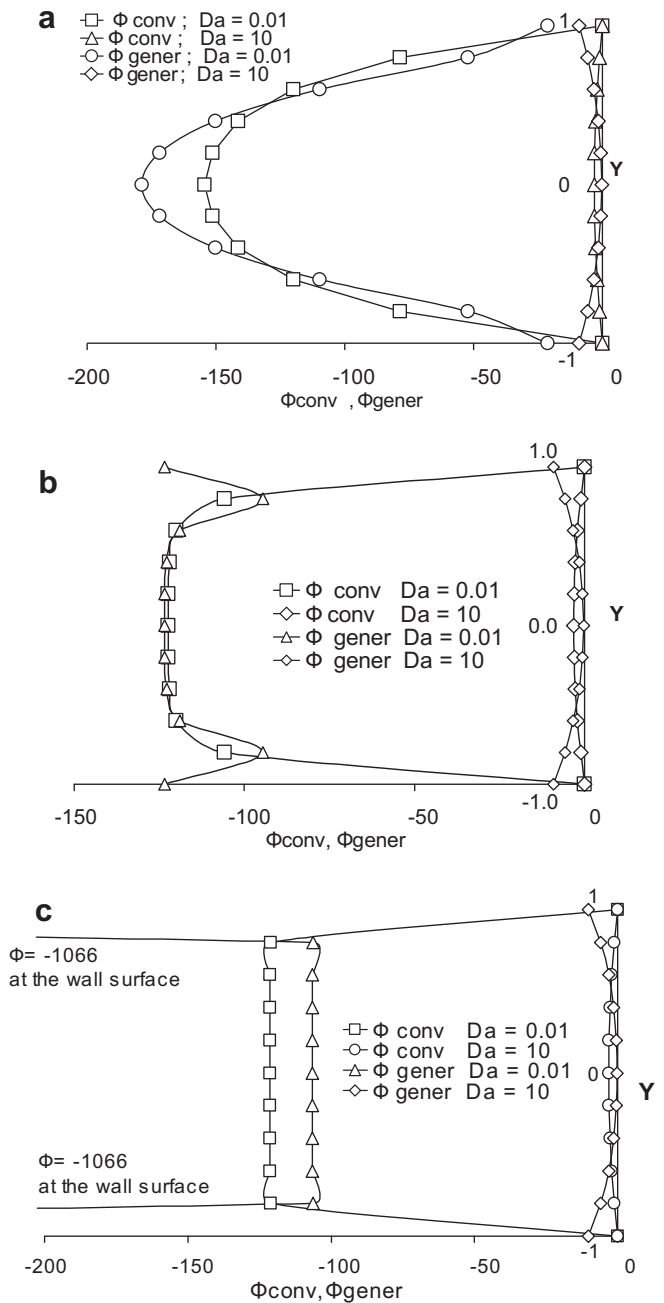 a
Φ conv ; Da = 0.01
Φ conv ; Da = 10
Φ gener ; Da = 0.01
Φ gener; Da = 10
1
0
Y
-1
-200 -150 -100 -50 0
Φconv , Φgener
b
1.0
Φ conv Da = 0.01
Φ conv Da = 10
Φ gener Da = 0.01
Φ gener Da = 10
0.0
Y
-1.0
-150 -100 -50 0
Φconv, Φgener
c
1
Φ= -1066
at the wall surface
Φ conv Da = 0.01
Φ conv Da = 10
Φ gener Da = 0.01
Φ gener Da = 10
0
Y
Φ= -1066
at the wall surface
-1
-200 -150 -100 -50 0
Φconv, Φgener